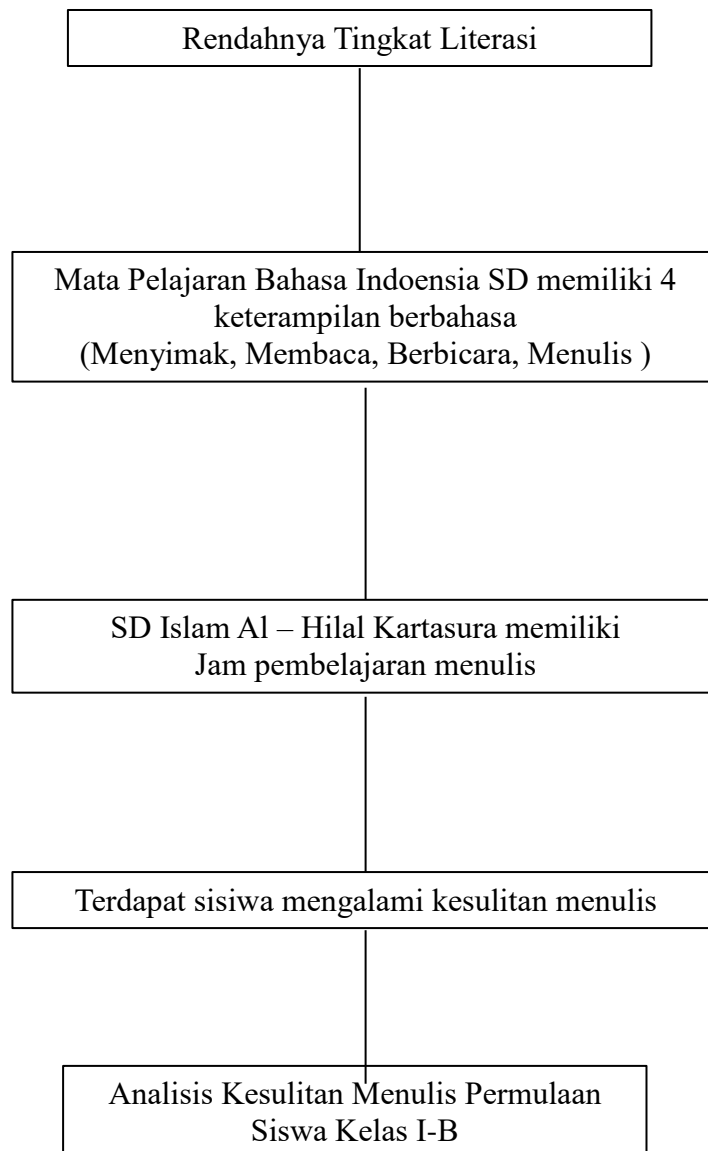 Rendahnya Tingkat Literasi
Mata Pelajaran Bahasa Indoensia SD memiliki 4
keterampilan berbahasa
(Menyimak, Membaca, Berbicara, Menulis )
SD Islam Al – Hilal Kartasura memiliki
Jam pembelajaran menulis
Terdapat sisiwa mengalami kesulitan menulis
Analisis Kesulitan Menulis Permulaan
Siswa Kelas I-B